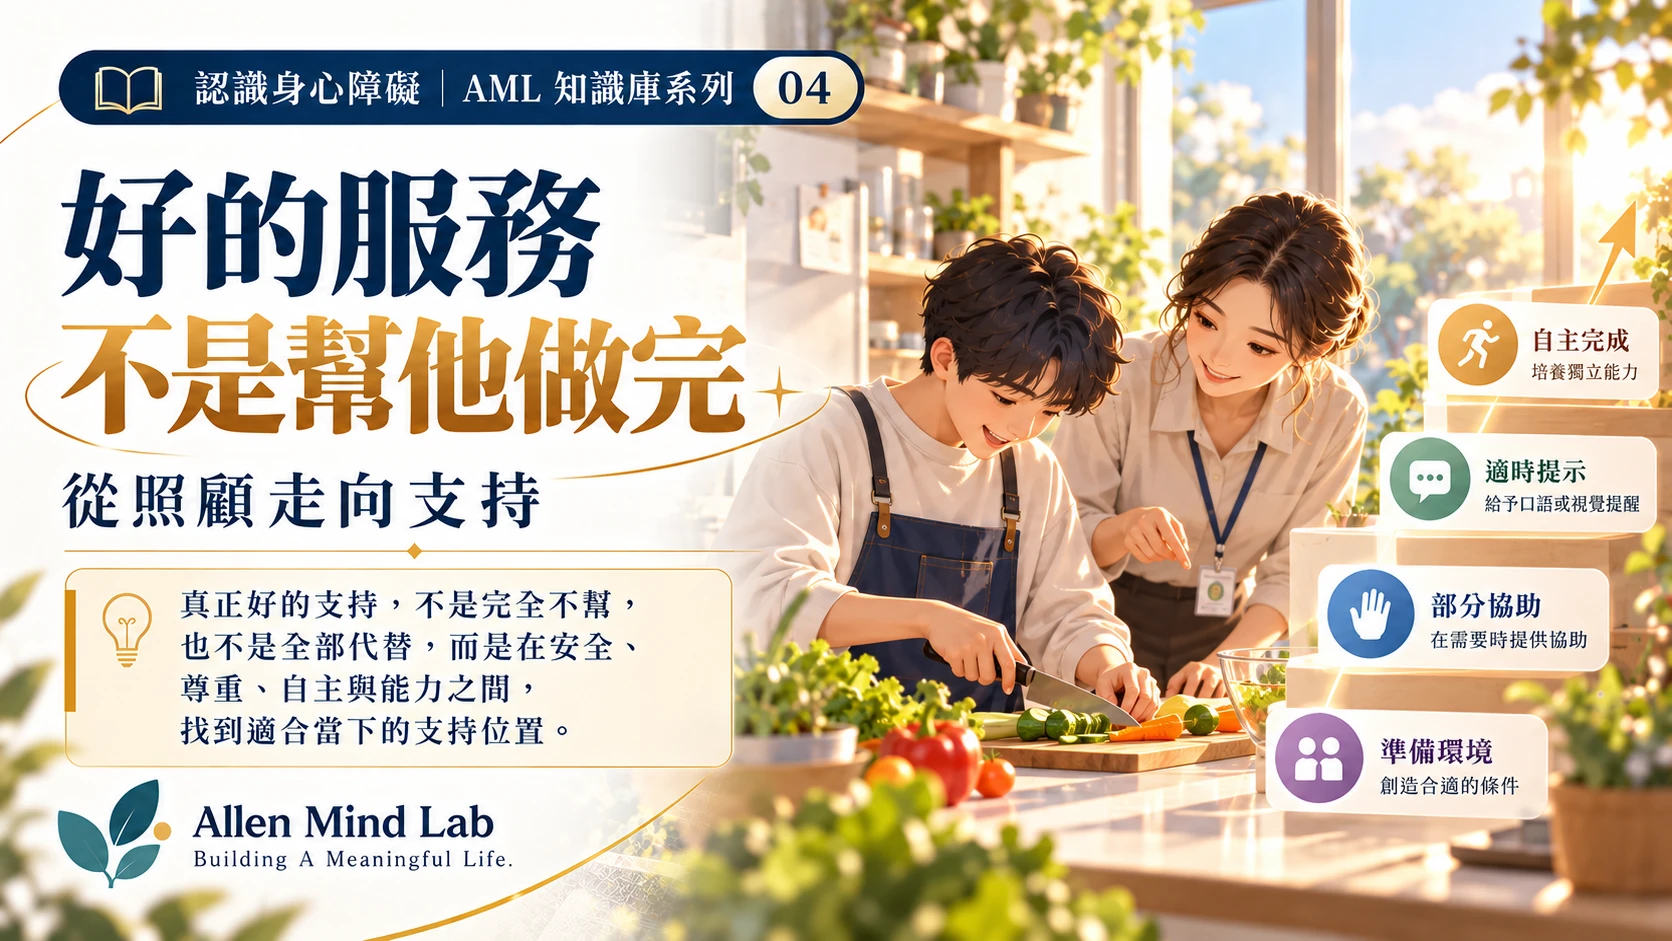 認識身心障礙｜AML 知識庫系列 04
好的服務
不是幫他做完
從照顧走向支持
真正好的支持，不是完全不幫，
也不是全部代替，而是在安全、
尊重、自主與能力之間，
找到適合當下的支持位置。
Allen Mind Lab
Building A Meaningful Life.
自主完成
培養獨立能力
適時提示
給予口語或視覺提醒
部分協助
在需要時提供協助
準備環境
創造合適的條件